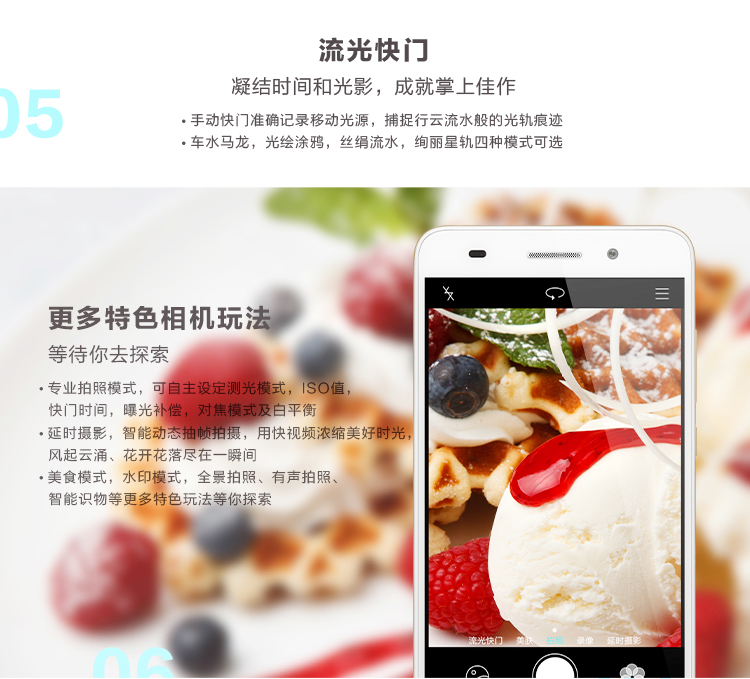 05
流光快门
凝结时间和光影，成就掌上佳作
• 手动快门准确记录移动光源，捕捉行云流水般的光轨痕迹
• 车水马龙，光绘涂鸦，丝绢流水，绚丽星轨四种模式可选
更多特色相机玩法
等待你去探索
• 专业拍照模式，可自主设定测光模式，ISO值，
快门时间，曝光补偿，对焦模式及白平衡
• 延时摄影，智能动态抽帧拍摄，用快视频浓缩美好时光，
风起云涌、花开花落尽在一瞬间
• 美食模式，水印模式，全景拍照、有声拍照、
智能识物等更多特色玩法等你探索
流光快门 美肤 拍照 录像 延时摄影
06